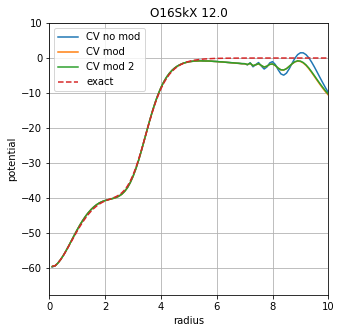 O16SkX 12.0
CV no mod
CV mod
CV mod 2
exact
10
0
−10
−20
−30
−40
−50
−60
potential
0
2
4
6
8
10
radius